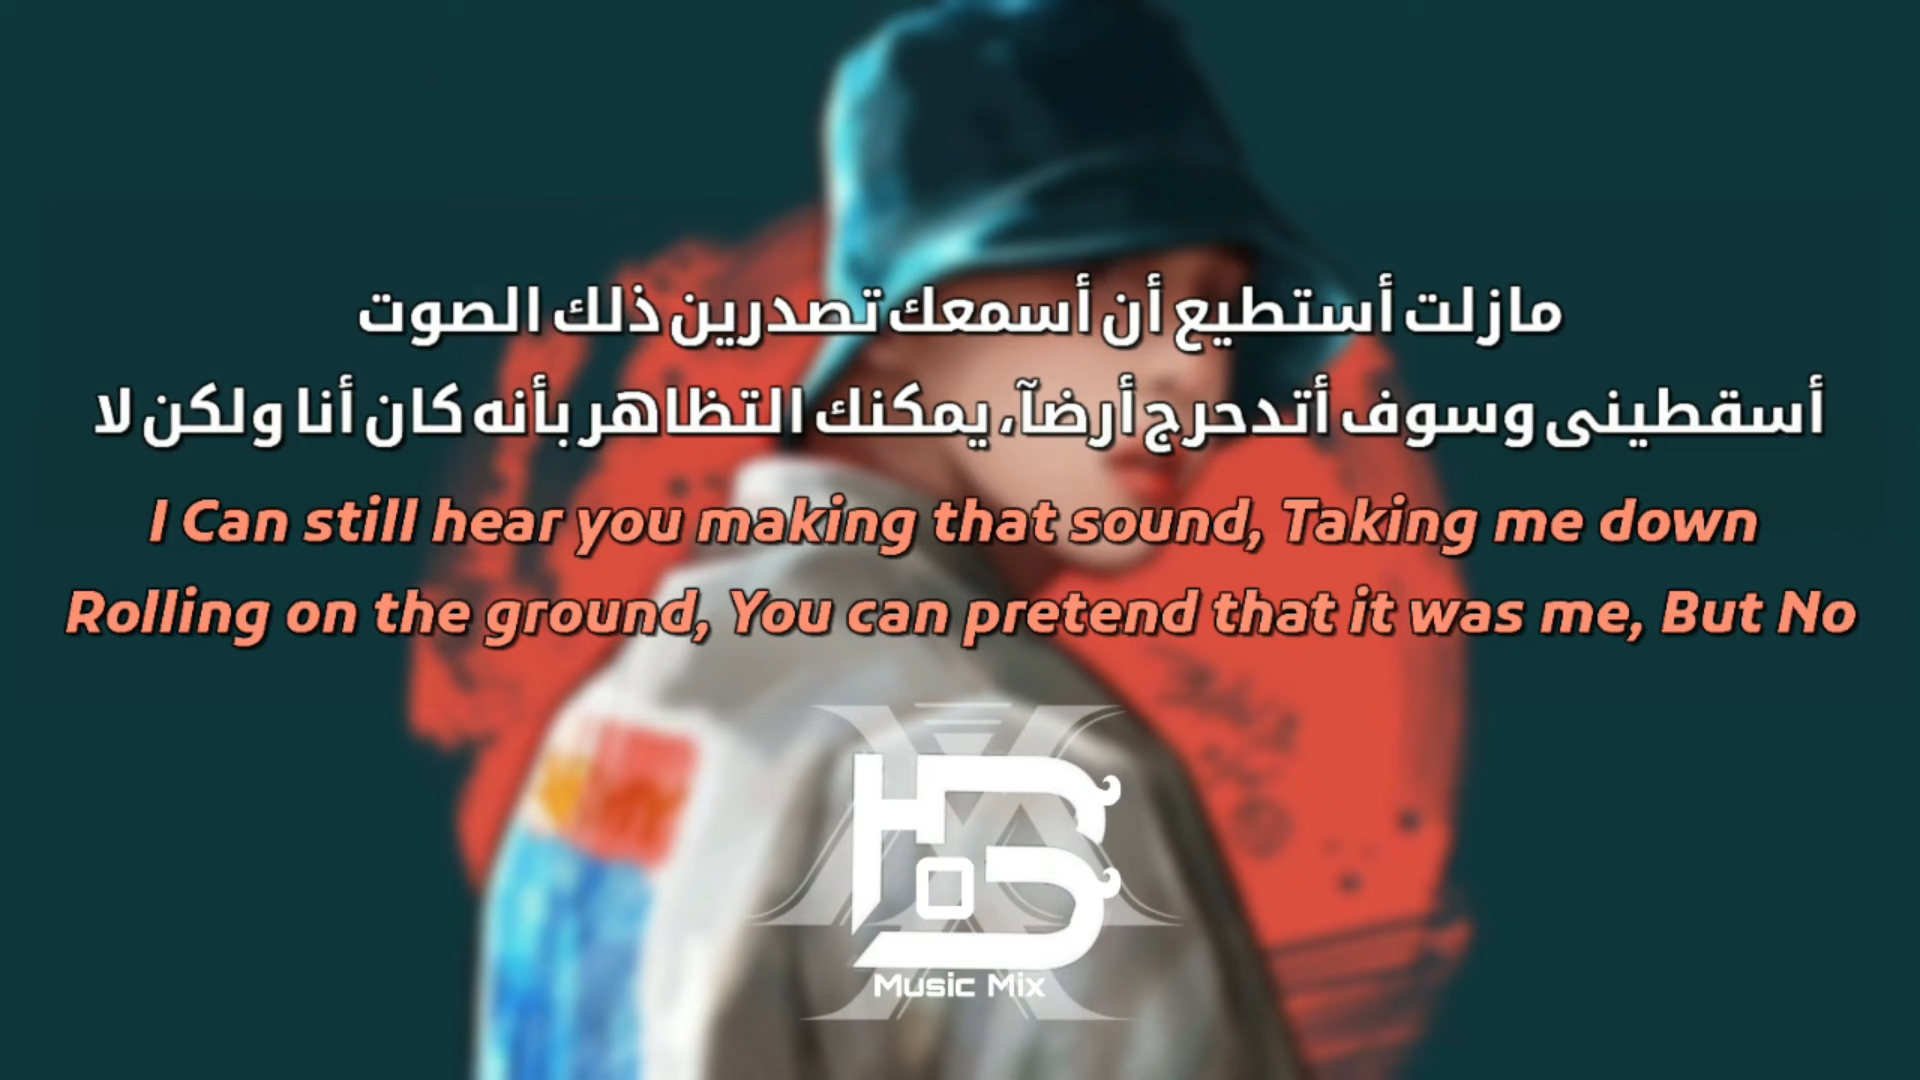 مازلت أستطيع أن أسمعك تصدرين ذلك الصوت
أسقطينى وسوف أتدحرج أرضآ، يمكنك التظاهر بأنه كان أنا ولكن لا
I Can still hear you making that sound, Taking me down
Rolling on the ground, You can pretend that it was me, But No
Music Mix